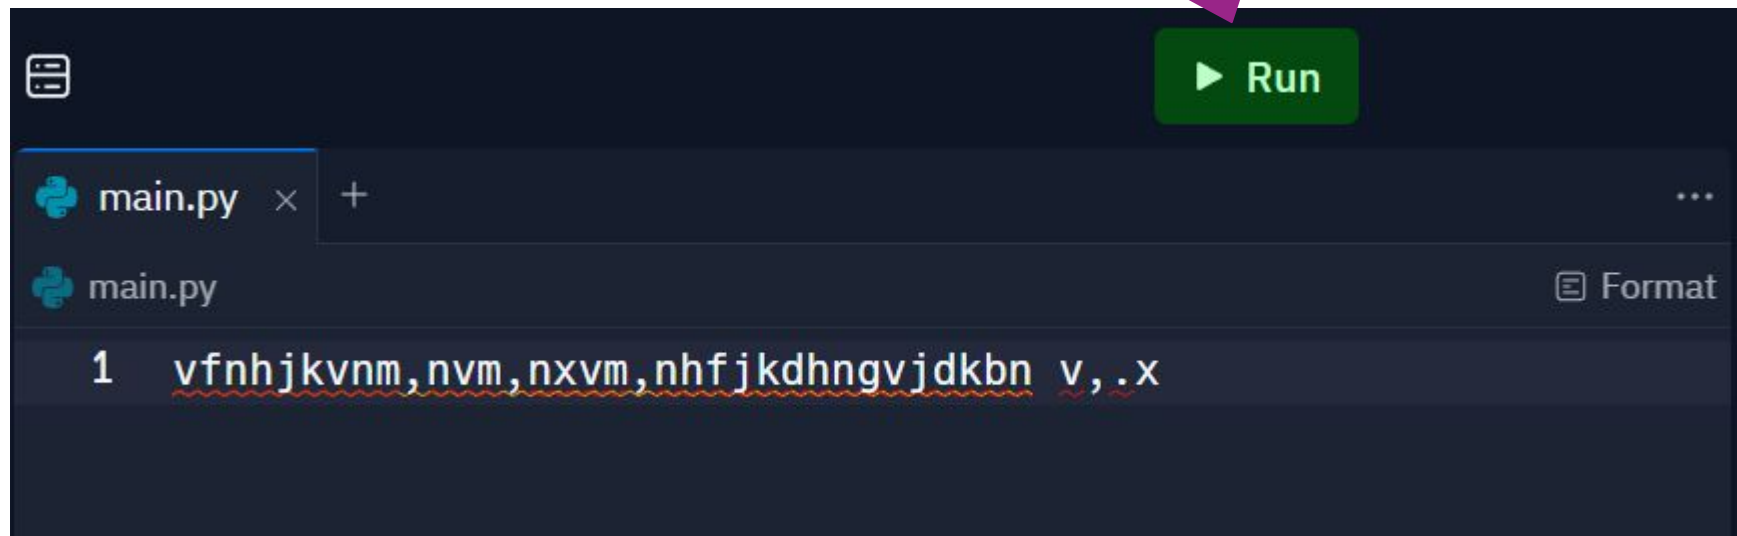 Run
main.py × +
main.py Format
1 vfnhjkvnm,nvm,nxvm,nhfjkdhngvjdkbn v,.x